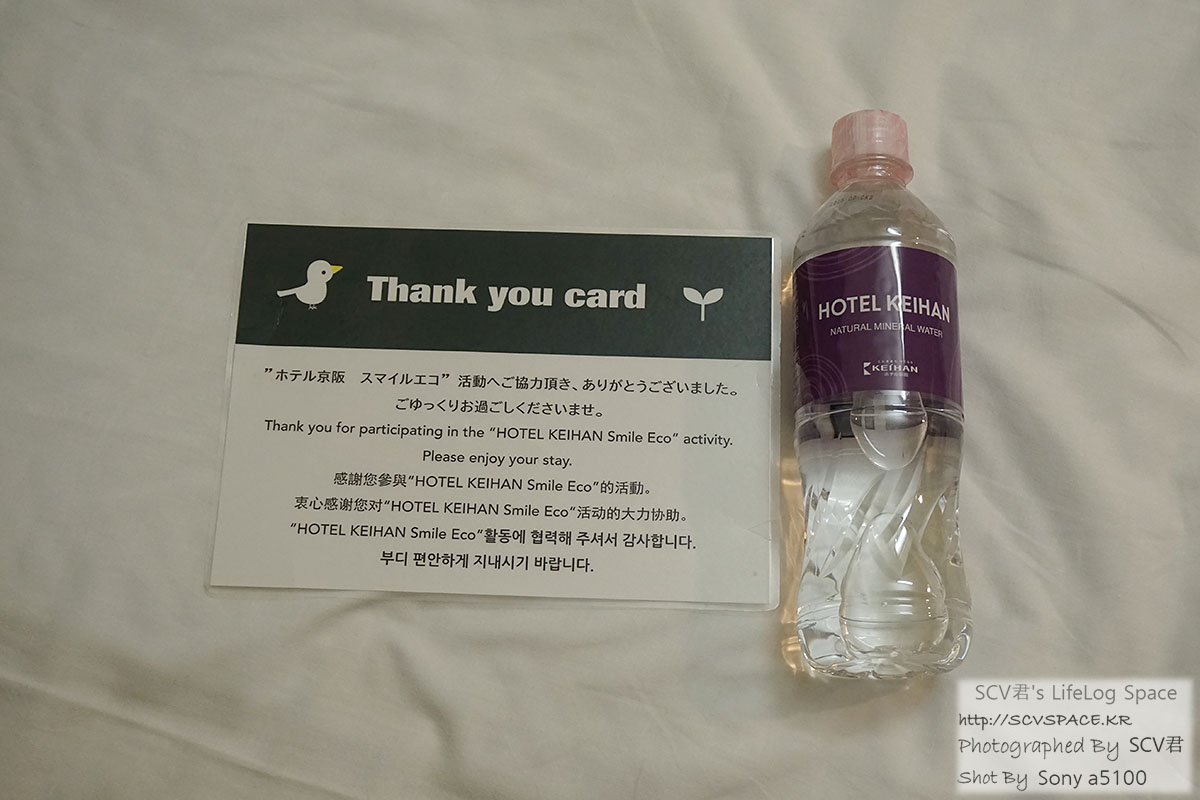 Thank you card
”ホテル京阪　スマイルエコ” 活動へご協力頂き、ありがとうございました。
ごゆっくりお過ごしくださいませ。
Thank you for participating in the “HOTEL KEIHAN Smile Eco” activity.
Please enjoy your stay.
感謝您參與“HOTEL KEIHAN Smile Eco”的活動。
衷心感谢您对“HOTEL KEIHAN Smile Eco“活动的大力协助。
“HOTEL KEIHAN Smile Eco”활동에 협력해 주셔서 감사합니다.
부디 편안하게 지내시기 바랍니다.
HOTEL KEIHAN
NATURAL MINERAL WATER
KEIHAN
ホテル京阪
SCV君's LifeLog Space
http://SCVSPACE.KR
Photographed By SCV君
Shot By Sony a5100